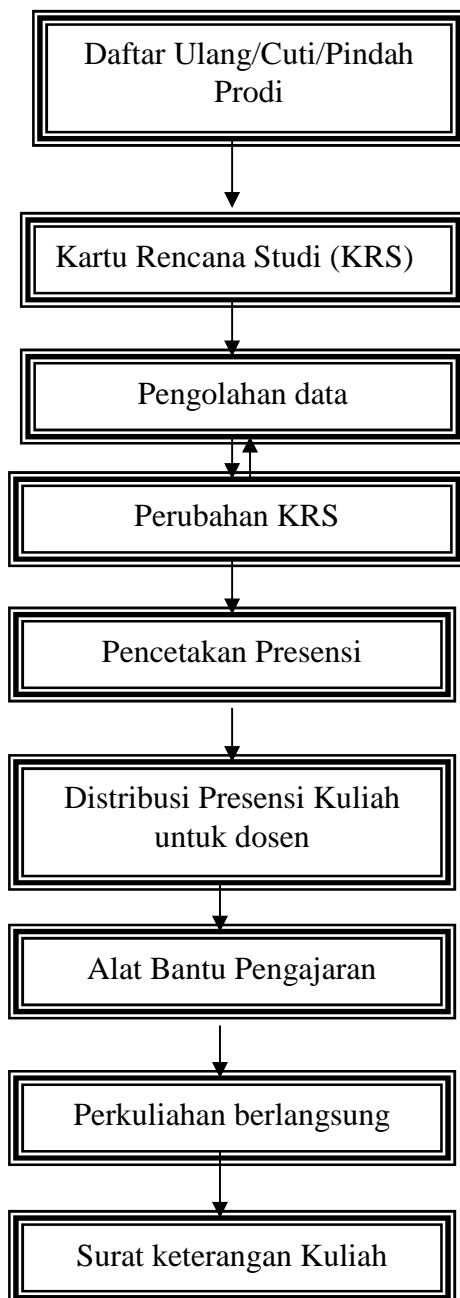 Daftar Ulang/Cuti/Pindah
Prodi
Kartu Rencana Studi (KRS)
Pengolahan data
Perubahan KRS
Pencetakan Presensi
Distribusi Presensi Kuliah
untuk dosen
Alat Bantu Pengajaran
Perkuliahan berlangsung
Surat keterangan Kuliah